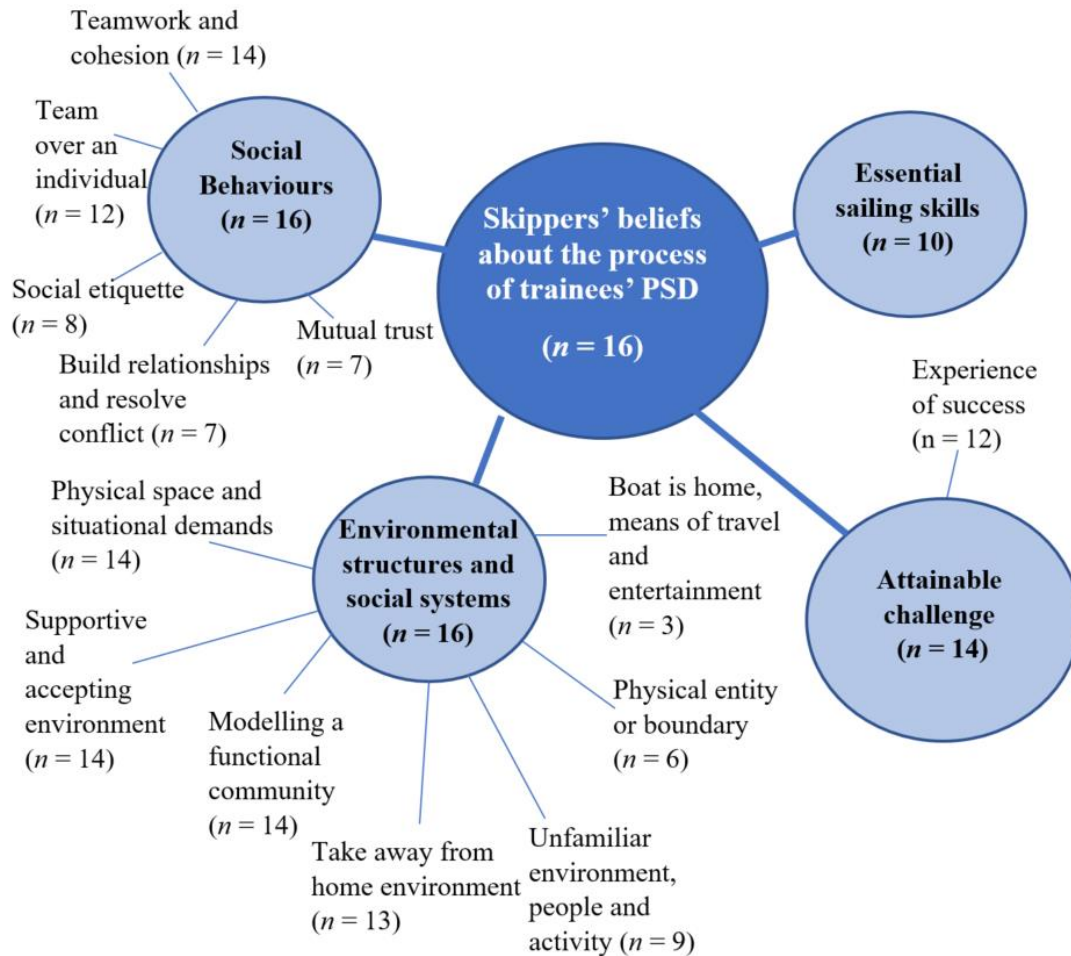 Teamwork and
cohesion (n = 14)
Team
over an
individual
(n = 12)
Social
Behaviours
(n = 16)
Social etiquette
(n = 8)
Build relationships
and resolve
conflict (n = 7)
Mutual trust
(n = 7)
Skippers’ beliefs
about the process
of trainees’ PSD
(n = 16)
Essential
sailing skills
(n = 10)
Experience
of success
(n = 12)
Attainable
challenge
(n = 14)
Environmental
structures and
social systems
(n = 16)
Physical space and
situational demands
(n = 14)
Supportive
and
accepting
environment
(n = 14)
Modelling a
functional
community
(n = 14)
Take away from
home environment
(n = 13)
Unfamiliar
environment,
people and
activity (n = 9)
Physical entity
or boundary
(n = 6)
Boat is home,
means of travel
and
entertainment
(n = 3)